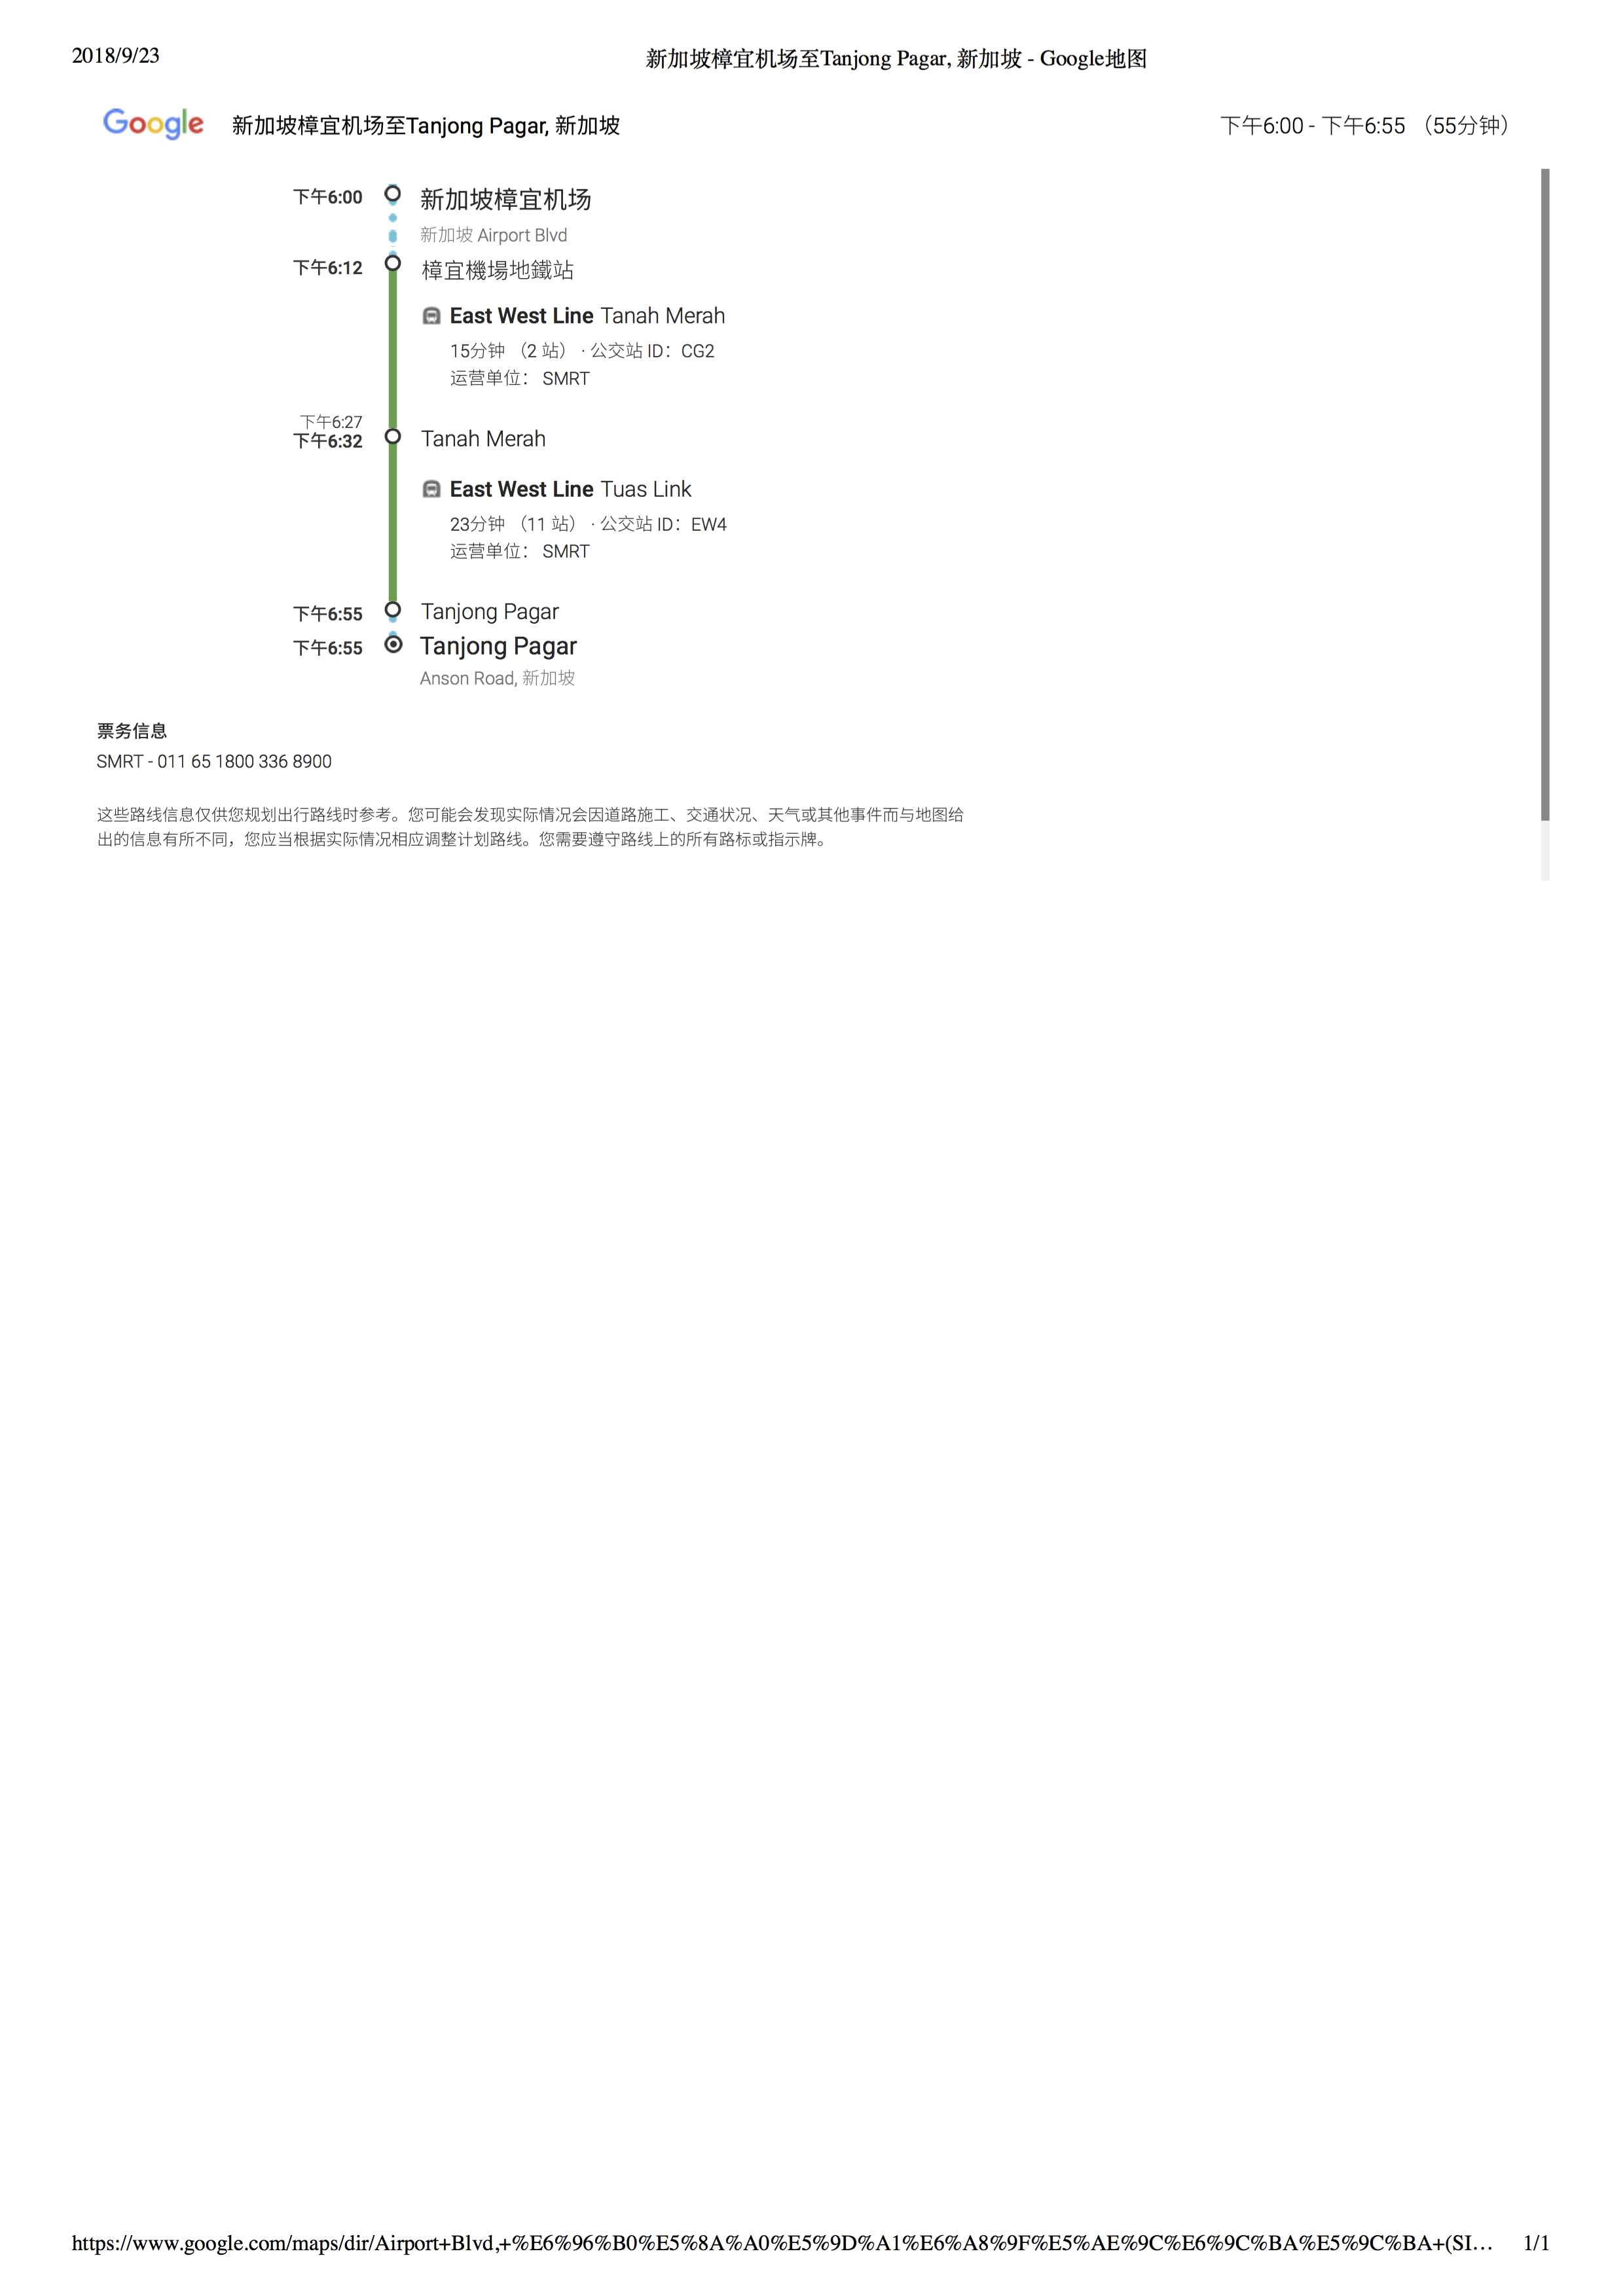 2018/9/23
新加坡樟宜机场至Tanjong Pagar, 新加坡 - Google地图
Google 新加坡樟宜机场至Tanjong Pagar, 新加坡 下午6:00 - 下午6:55 （55分钟）
下午6:00 新加坡樟宜机场
新加坡 Airport Blvd
下午6:12 樟宜機場地鐵站
East West Line Tanah Merah
15分钟 （2 站） · 公交站 ID： CG2
运营单位： SMRT
下午6:27
下午6:32 Tanah Merah
East West Line Tuas Link
23分钟 （11 站） · 公交站 ID： EW4
运营单位： SMRT
下午6:55 Tanjong Pagar
下午6:55 Tanjong Pagar
Anson Road, 新加坡
票务信息
SMRT - 011 65 1800 336 8900
这些路线信息仅供您规划出行路线时参考。您可能会发现实际情况会因道路施工、交通状况、天气或其他事件而与地图给
出的信息有所不同，您应当根据实际情况相应调整计划路线。您需要遵守路线上的所有路标或指示牌。
https://www.google.com/maps/dir/Airport+Blvd,+%E6%96%B0%E5%8A%A0%E5%9D%A1%E6%A8%9F%E5%AE%9C%E6%9C%BA%E5%9C%BA+(SI… 1/1